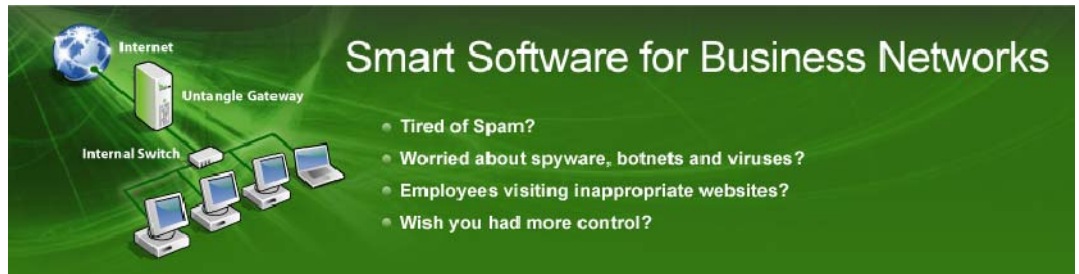 Internet
Untangle Gateway
Internal Switch
Smart Software for Business Networks
Tired of Spam?
Worried about spyware, botnets and viruses?
Employees visiting inappropriate websites?
Wish you had more control?